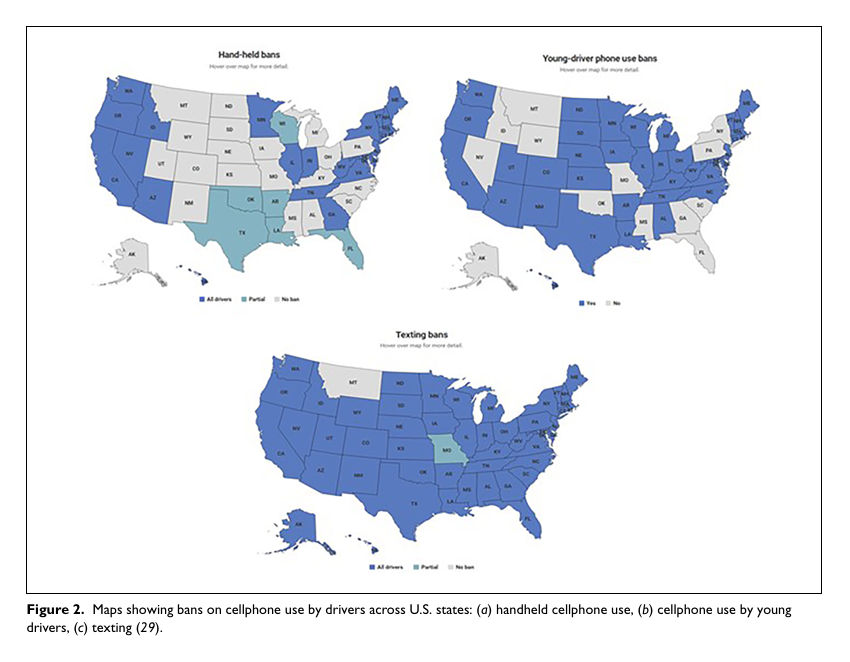 Hand-held bans
Hover over map for more detail.
WA
MT
ND
MN
WI
MI
ME
OR
ID
WY
SD
IA
NY
PA
NV
UT
CO
NE
IL
IN
OH
WV
VA
CA
KS
MO
KY
NC
AZ
NM
OK
AR
TN
SC
TX
LA
MS
AL
GA
FL
AK
All drivers Partial No ban
Young-driver phone use bans
Hover over map for more detail.
WA
MT
ND
MN
WI
MI
ME
OR
ID
WY
SD
IA
NY
PA
NV
UT
CO
NE
IL
IN
OH
WV
VA
CA
KS
MO
KY
NC
AZ
NM
OK
AR
TN
SC
TX
LA
MS
AL
GA
FL
AK
Yes No
Texting bans
Hover over map for more detail.
WA
MT
ND
MN
WI
MI
ME
OR
ID
WY
SD
IA
NY
PA
NV
UT
CO
NE
IL
IN
OH
WV
VA
CA
KS
MO
KY
NC
AZ
NM
OK
AR
TN
SC
TX
LA
MS
AL
GA
FL
AK
All drivers Partial No ban
Figure 2. Maps showing bans on cellphone use by drivers across U.S. states: (a) handheld cellphone use, (b) cellphone use by young
drivers, (c) texting (29).